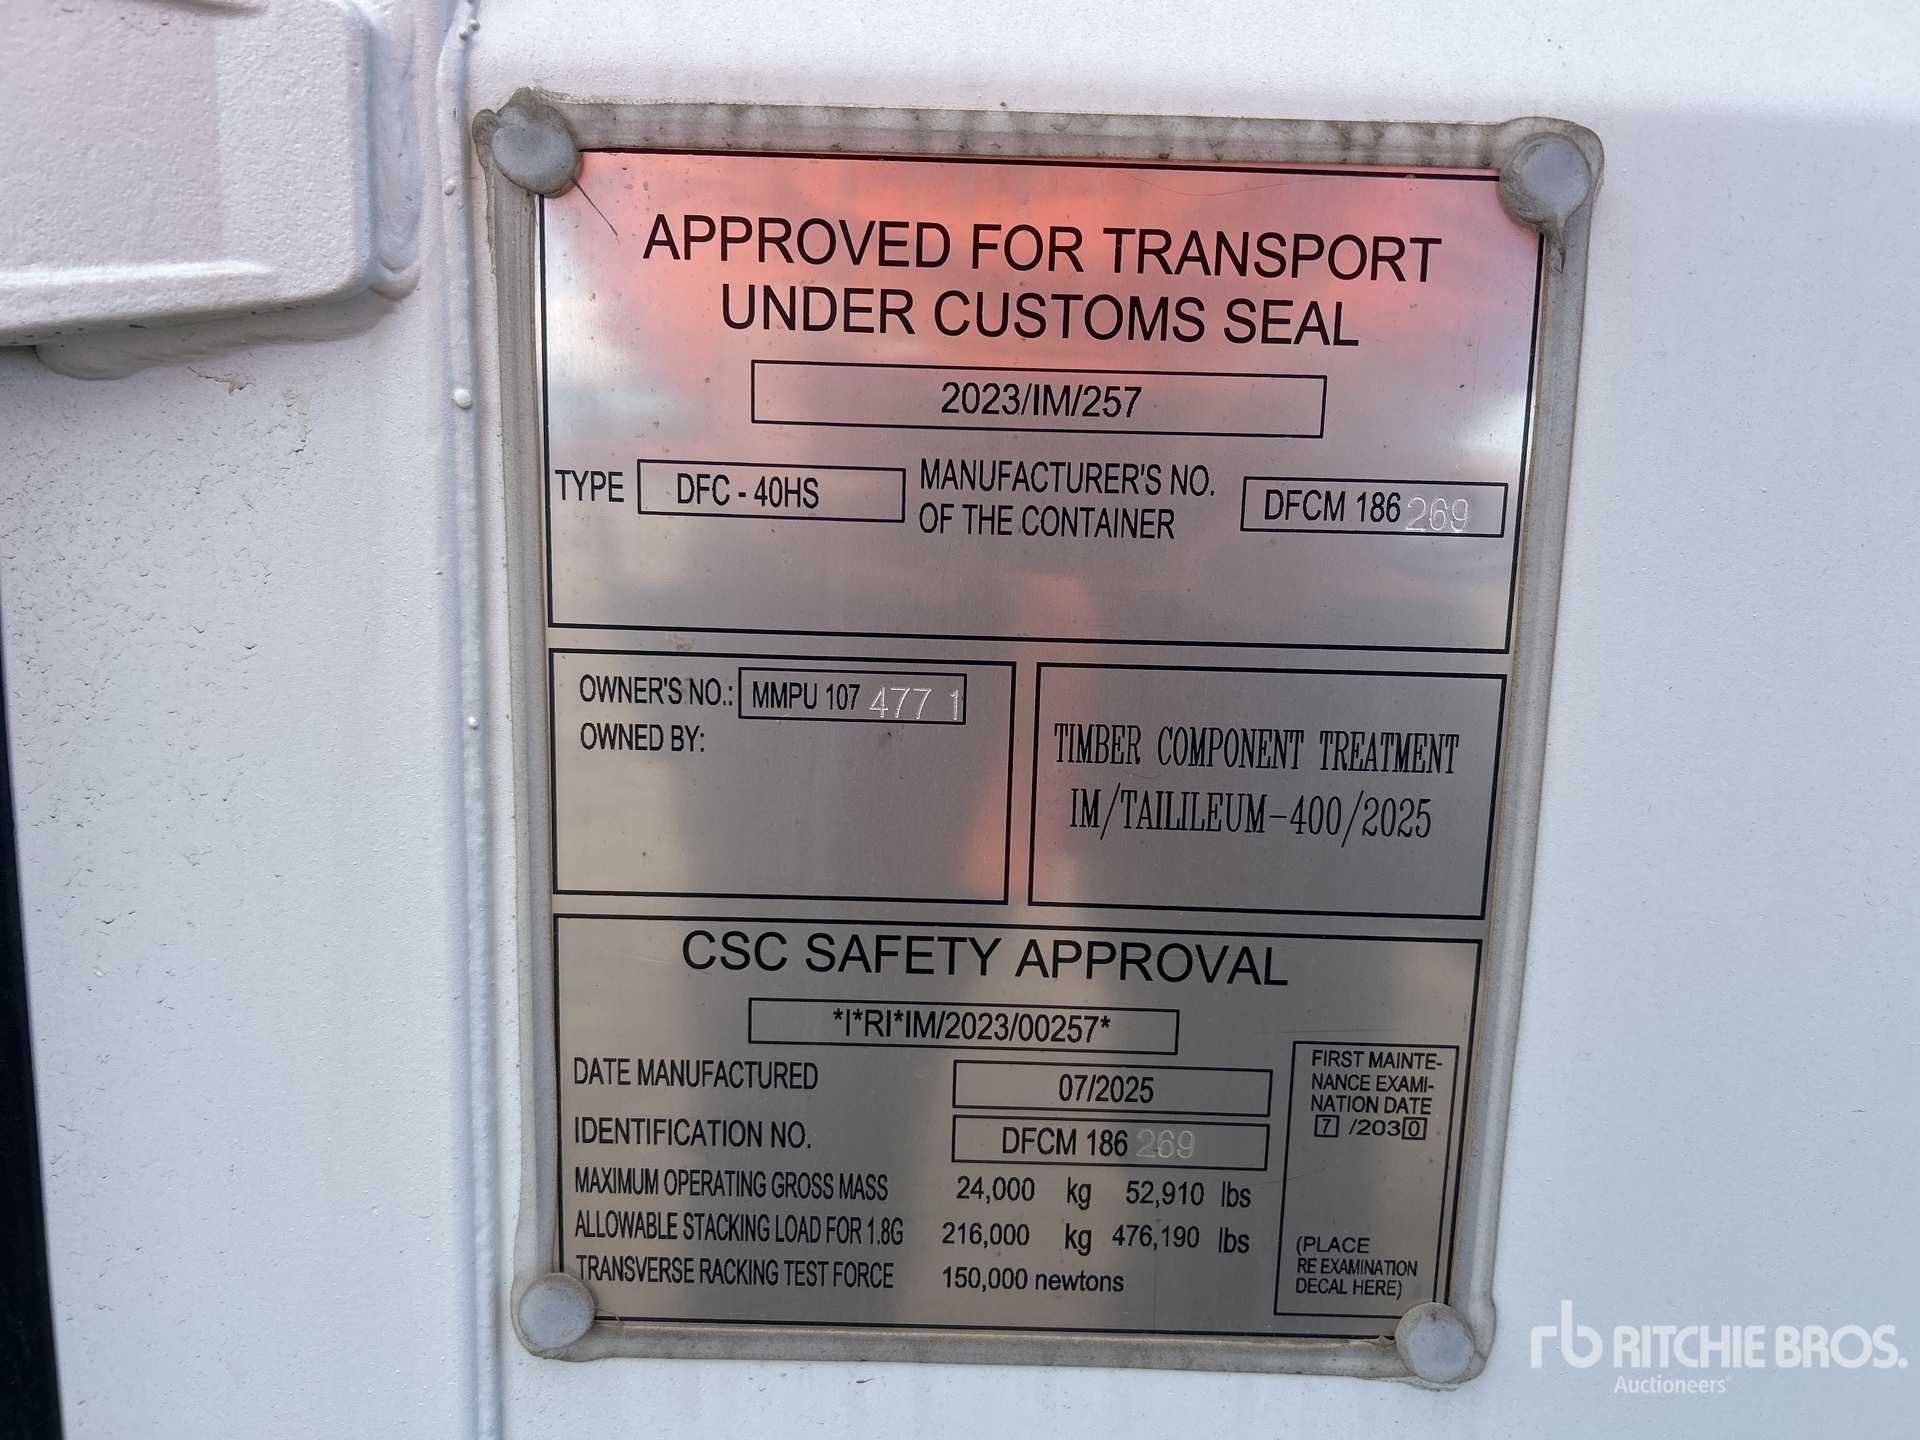 APPROVED FOR TRANSPORT
UNDER CUSTOMS SEAL
2023/IM/257
TYPE DFC - 40HS MANUFACTURER'S NO. OF THE CONTAINER DFCM 186 269
OWNER'S NO.: MMPU 107 477 1
OWNED BY:
TIMBER COMPONENT TREATMENT
IM/TAILILEUM-400/2025
CSC SAFETY APPROVAL
*I*RI*IM/2023/00257*
DATE MANUFACTURED 07/2025
IDENTIFICATION NO. DFCM 186 269
MAXIMUM OPERATING GROSS MASS 24,000 kg 52,910 lbs
ALLOWABLE STACKING LOAD FOR 1.8G 216,000 kg 476,190 lbs
TRANSVERSE RACKING TEST FORCE 150,000 newtons
FIRST MAINTE-
NANCE EXAMI-
NATION DATE
7 /2030
(PLACE
RE EXAMINATION
DECAL HERE)
rb RITCHIE BROS.
Auctioneers